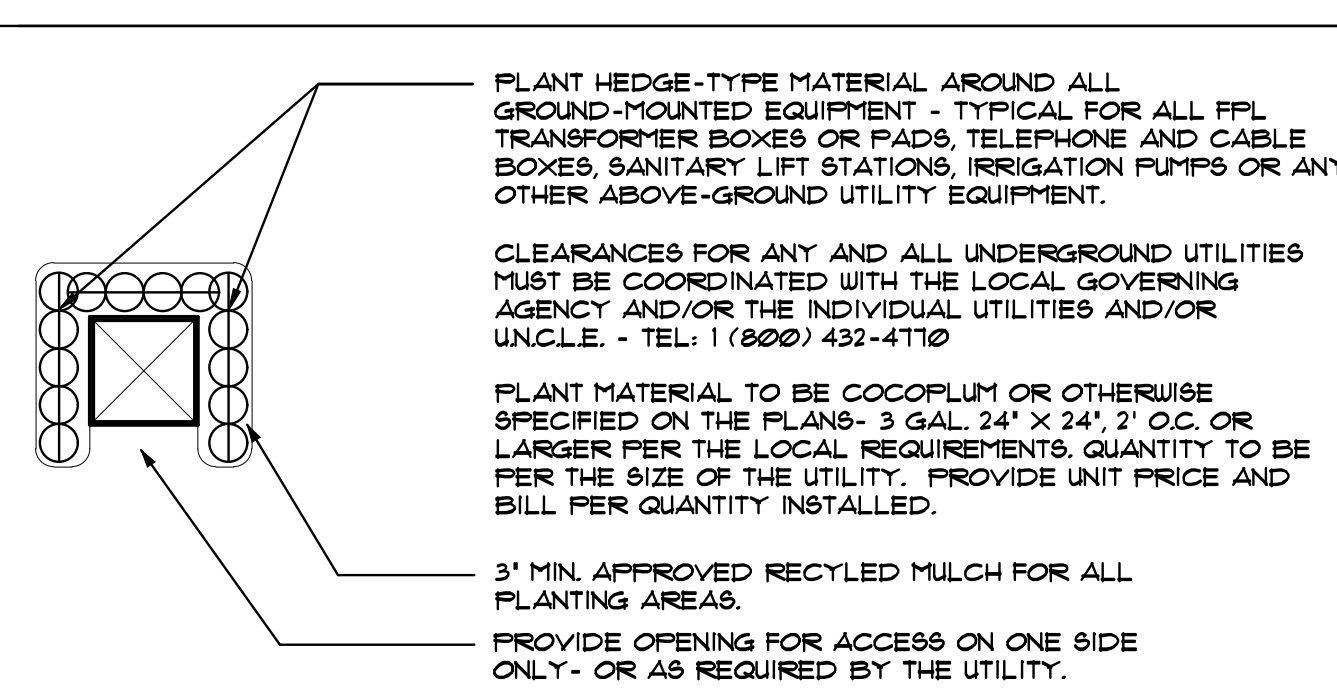 PLANT HEDGE-TYPE MATERIAL AROUND ALL
GROUND-MOUNTED EQUIPMENT - TYPICAL FOR ALL FPL
TRANSFORMER BOXES OR PADS, TELEPHONE AND CABLE
BOXES, SANITARY LIFT STATIONS, IRRIGATION PUMPS OR ANY
OTHER ABOVE-GROUND UTILITY EQUIPMENT.
CLEARANCES FOR ANY AND ALL UNDERGROUND UTILITIES
MUST BE COORDINATED WITH THE LOCAL GOVERNING
AGENCY AND/OR THE INDIVIDUAL UTILITIES AND/OR
U.N.C.L.E. - TEL: 1 (800) 432-4770
PLANT MATERIAL TO BE COCOPLUM OR OTHERWISE
SPECIFIED ON THE PLANS- 3 GAL. 24" X 24", 2' O.C. OR
LARGER PER THE LOCAL REQUIREMENTS. QUANTITY TO BE
PER THE SIZE OF THE UTILITY. PROVIDE UNIT PRICE AND
BILL PER QUANTITY INSTALLED.
3" MIN. APPROVED RECYLED MULCH FOR ALL
PLANTING AREAS.
PROVIDE OPENING FOR ACCESS ON ONE SIDE
ONLY- OR AS REQUIRED BY THE UTILITY.